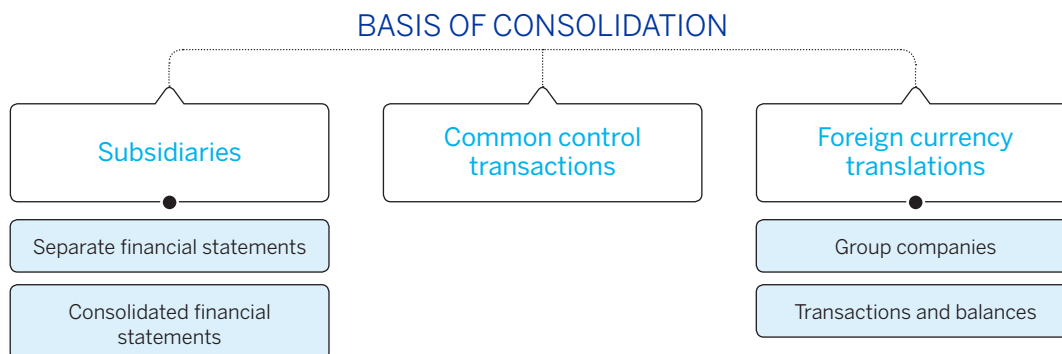 BASIS OF CONSOLIDATION
Subsidiaries
Separate financial statements
Consolidated financial
statements
Common control
transactions
Foreign currency
translations
Group companies
Transactions and balances